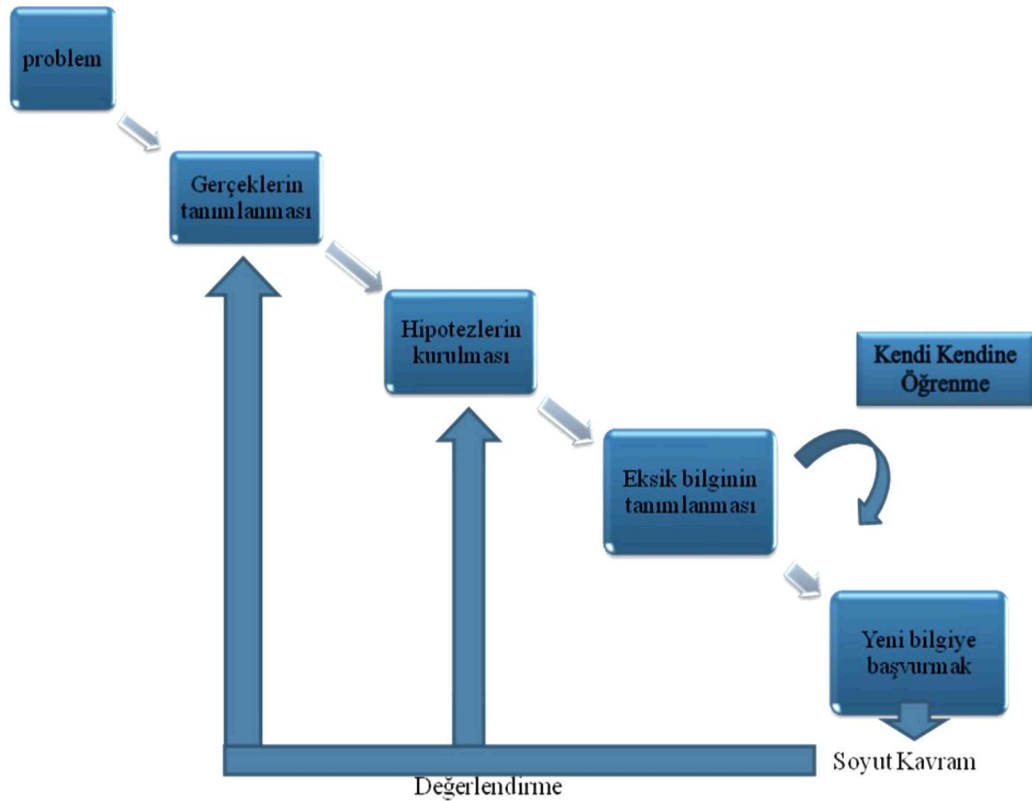 problem
Gerçeklerin
tanımlanması
Hipotezlerin
kurulması
Kendi Kendine
Öğrenme
Eksik bilginin
tanımlanması
Yeni bilgiye
başvurmak
Soyut Kavram
Değerlendirme